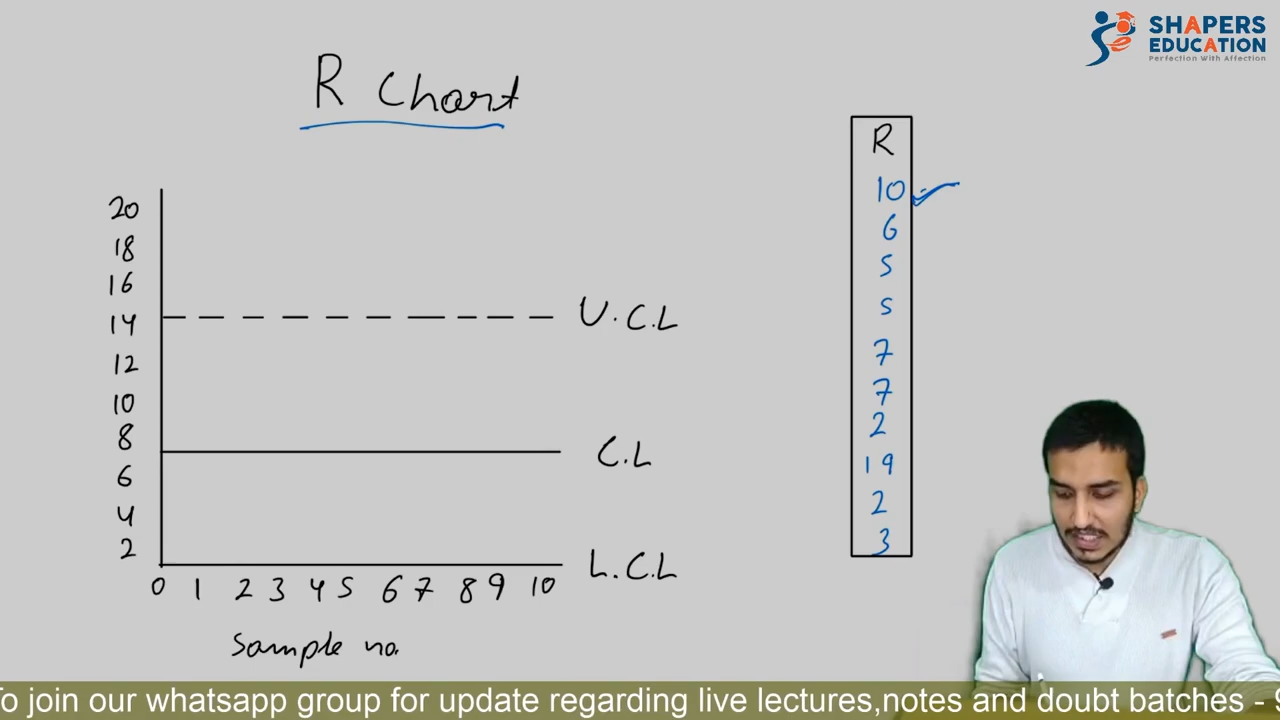 SHAPERS
EDUCATION
Perfection With Affection
R Chart
R
10
6
5
5
7
7
2
19
2
3
20
18
16
14
12
10
8
6
4
2
U.C.L
C.L
L.C.L
0 1 2 3 4 5 6 7 8 9 10
Sample no.
To join our whatsapp group for update regarding live lectures,notes and doubt batches - 9